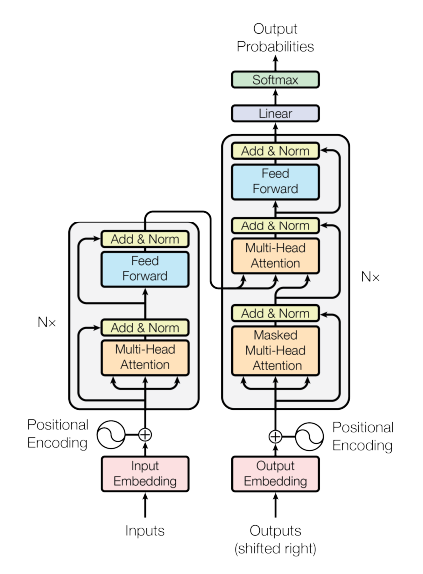 Output
Probabilities
Softmax
Linear
Add & Norm
Feed
Forward
Add & Norm
Multi-Head
Attention
Add & Norm
Masked
Multi-Head
Attention
Nx
Add & Norm
Feed
Forward
Add & Norm
Multi-Head
Attention
Nx
Positional
Encoding
Positional
Encoding
Input
Embedding
Output
Embedding
Inputs
Outputs
(shifted right)